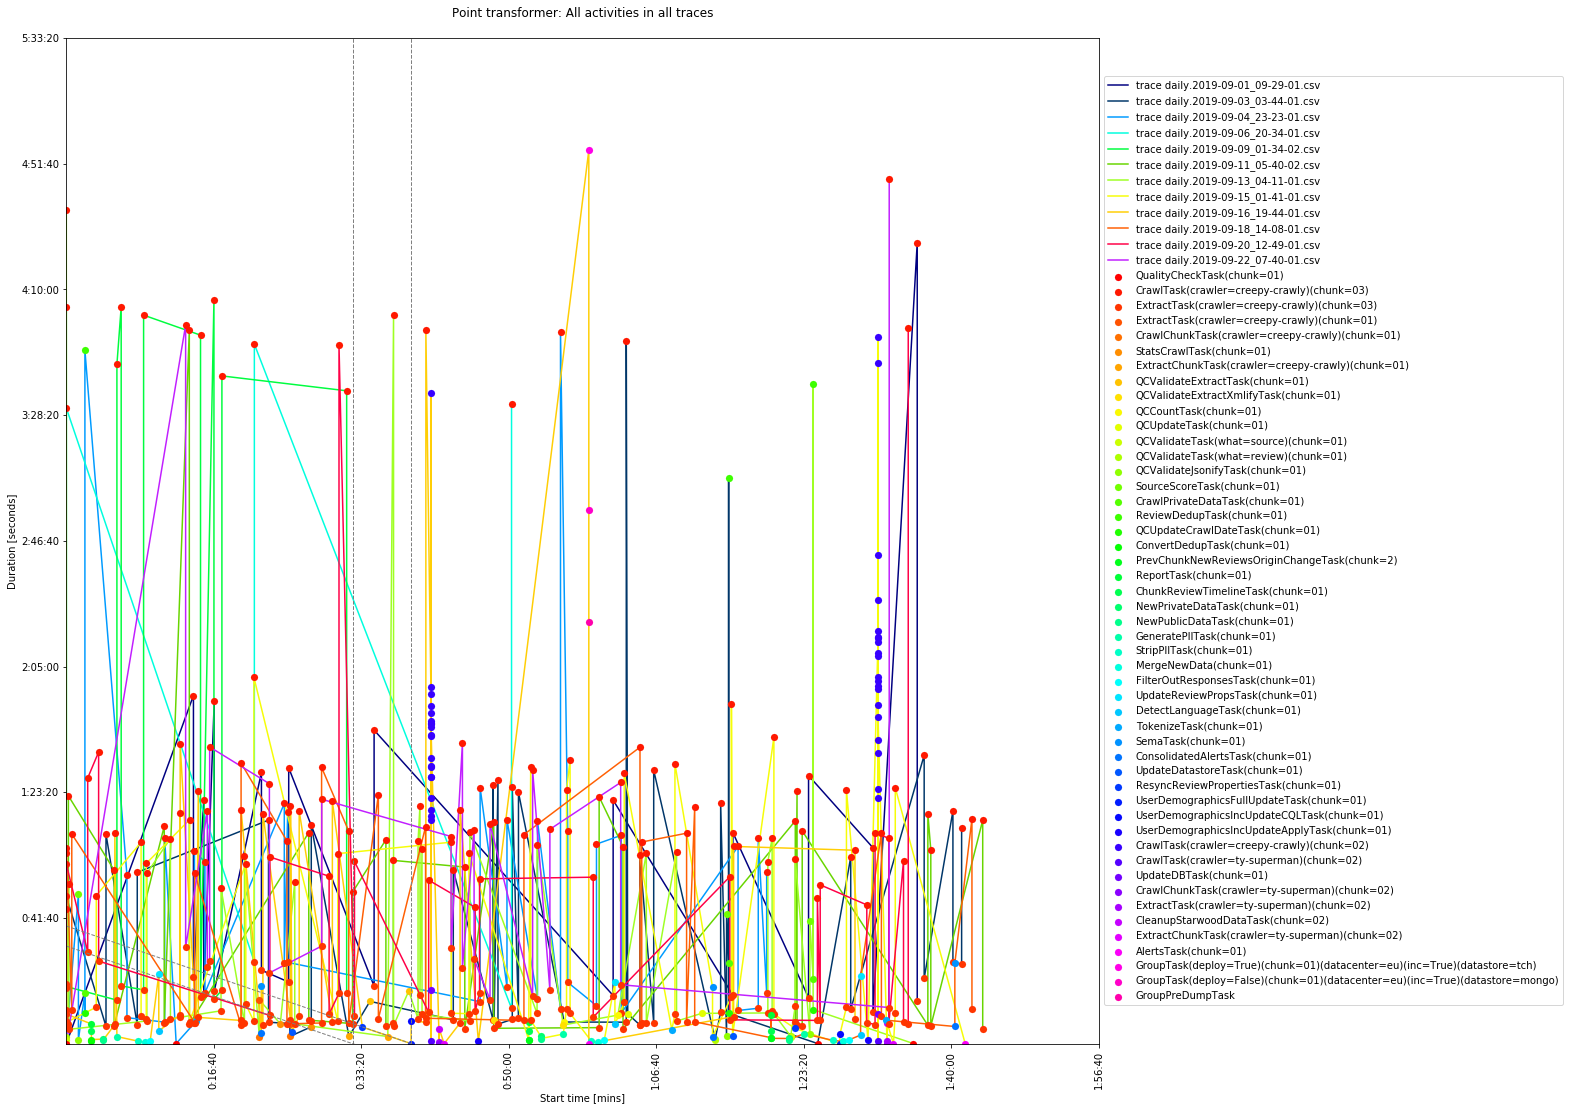 Point transformer: All activities in all traces
5:33:20
4:51:40
4:10:00
3:28:20
2:46:40
2:05:00
1:23:20
0:41:40
Duration [seconds]
0:16:40
0:33:20
0:50:00
1:06:40
1:23:20
1:40:00
1:56:40
Start time [mins]
trace daily.2019-09-01_09-29-01.csv
trace daily.2019-09-03_03-44-01.csv
trace daily.2019-09-04_23-23-01.csv
trace daily.2019-09-06_20-34-01.csv
trace daily.2019-09-09_01-34-02.csv
trace daily.2019-09-11_05-40-02.csv
trace daily.2019-09-13_04-11-01.csv
trace daily.2019-09-15_01-41-01.csv
trace daily.2019-09-16_19-44-01.csv
trace daily.2019-09-18_14-08-01.csv
trace daily.2019-09-20_12-49-01.csv
trace daily.2019-09-22_07-40-01.csv
QualityCheckTask(chunk=01)
CrawlTask(crawler=creepy-crawly)(chunk=03)
ExtractTask(crawler=creepy-crawly)(chunk=03)
ExtractTask(crawler=creepy-crawly)(chunk=01)
CrawlChunkTask(crawler=creepy-crawly)(chunk=01)
StatsCrawlTask(chunk=01)
ExtractChunkTask(crawler=creepy-crawly)(chunk=01)
QCValidateExtractTask(chunk=01)
QCValidateExtractXmlifyTask(chunk=01)
QCCountTask(chunk=01)
QCUpdateTask(chunk=01)
QCValidateTask(what=source)(chunk=01)
QCValidateTask(what=review)(chunk=01)
QCValidateJsonifyTask(chunk=01)
SourceScoreTask(chunk=01)
CrawlPrivateDataTask(chunk=01)
ReviewDedupTask(chunk=01)
QCUpdateCrawlDateTask(chunk=01)
ConvertDedupTask(chunk=01)
PrevChunkNewReviewsOriginChangeTask(chunk=2)
ReportTask(chunk=01)
ChunkReviewTimelineTask(chunk=01)
NewPrivateDataTask(chunk=01)
NewPublicDataTask(chunk=01)
GeneratePIITask(chunk=01)
StripPIITask(chunk=01)
MergeNewData(chunk=01)
FilterOutResponsesTask(chunk=01)
UpdateReviewPropsTask(chunk=01)
DetectLanguageTask(chunk=01)
TokenizeTask(chunk=01)
SemaTask(chunk=01)
ConsolidatedAlertsTask(chunk=01)
UpdateDatastoreTask(chunk=01)
ResyncReviewPropertiesTask(chunk=01)
UserDemographicsFullUpdateTask(chunk=01)
UserDemographicsIncUpdateCQLTask(chunk=01)
UserDemographicsIncUpdateApplyTask(chunk=01)
CrawlTask(crawler=creepy-crawly)(chunk=02)
CrawlTask(crawler=ty-superman)(chunk=02)
UpdateDBTask(chunk=01)
CrawlChunkTask(crawler=ty-superman)(chunk=02)
ExtractTask(crawler=ty-superman)(chunk=02)
CleanupStarwoodDataTask(chunk=02)
ExtractChunkTask(crawler=ty-superman)(chunk=02)
AlertsTask(chunk=01)
GroupTask(deploy=True)(chunk=01)(datacenter=eu)(inc=True)(datastore=tch)
GroupTask(deploy=False)(chunk=01)(datacenter=eu)(inc=True)(datastore=mongo)
GroupPreDumpTask